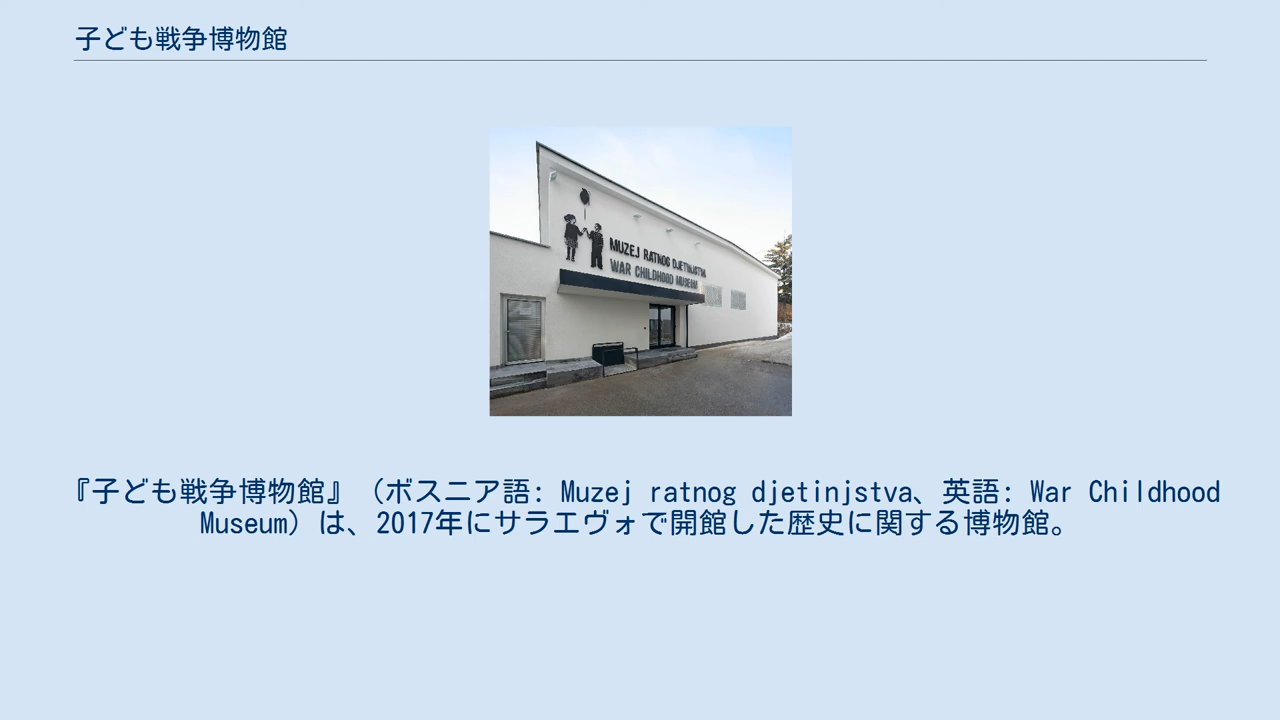 子ども戦争博物館
MUZEJ RATNOG DJETINJSTVA
WAR CHILDHOOD MUSEUM
『子ども戦争博物館』（ボスニア語: Muzej ratnog djetinjstva、英語: War Childhood
Museum）は、2017年にサラエヴォで開館した歴史に関する博物館。